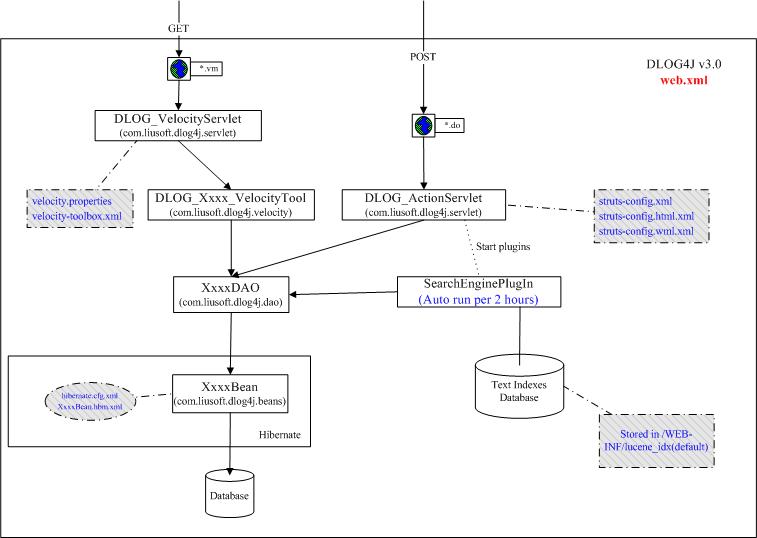 GET
*.vm
POST
*.do
DLOG4J v3.0
web.xml
DLOG_VelocityServlet
(com.liusoft.dlog4j.servlet)
velocity.properties
velocity-toolbox.xml
DLOG_Xxxx_VelocityTool
(com.liusoft.dlog4j.velocity)
DLOG_ActionServlet
(com.liusoft.dlog4j.servlet)
struts-config.xml
struts-config.html.xml
struts-config.wml.xml
Start plugins
XxxxDAO
(com.liusoft.dlog4j.dao)
SearchEnginePlugIn
(Auto run per 2 hours)
hibernate.cfg.xml
XxxxBean.hbm.xml
XxxxBean
(com.liusoft.dlog4j.beans)
Hibernate
Text Indexes
Database
Stored in /WEB-
INF/lucene_idx(default)
Database